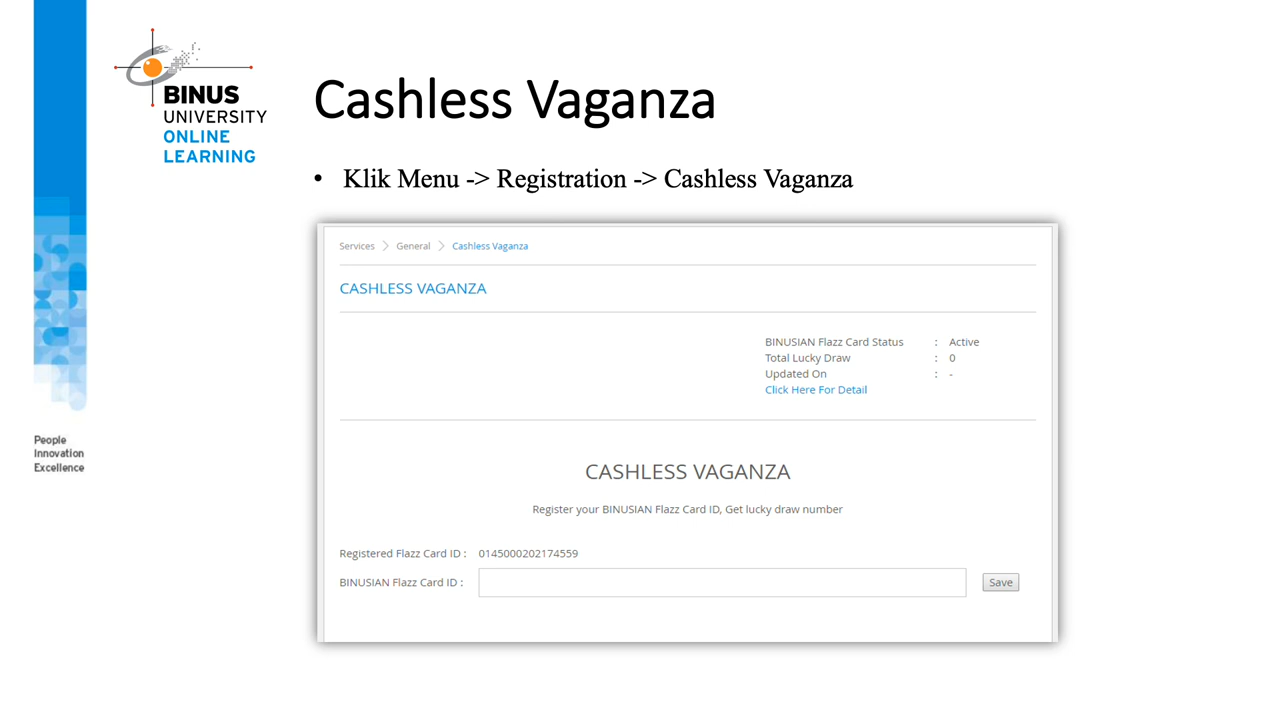 BINUS
UNIVERSITY
ONLINE
LEARNING
Cashless Vaganza
• Klik Menu -> Registration -> Cashless Vaganza
Services > General > Cashless Vaganza
CASHLESS VAGANZA
BINUSIAN Flazz Card Status : Active
Total Lucky Draw : 0
Updated On : -
Click Here For Detail
CASHLESS VAGANZA
Register your BINUSIAN Flazz Card ID, Get lucky draw number
Registered Flazz Card ID : 0145000202174559
BINUSIAN Flazz Card ID : Save
People
Innovation
Excellence